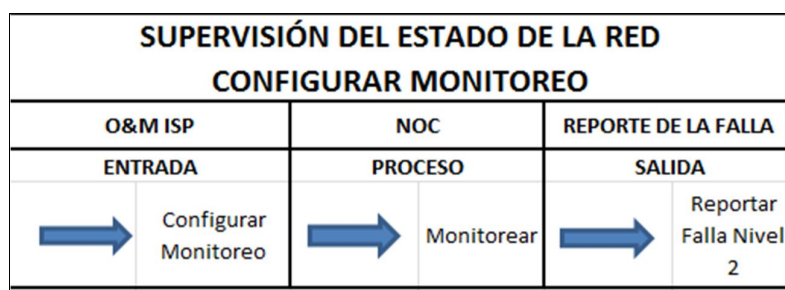 SUPERVISIÓN DEL ESTADO DE LA RED
CONFIGURAR MONITOREO
O&M ISP NOC REPORTE DE LA FALLA
ENTRADA PROCESO SALIDA
Configurar
Monitoreo
Monitorear
Reportar
Falla Nivel
2